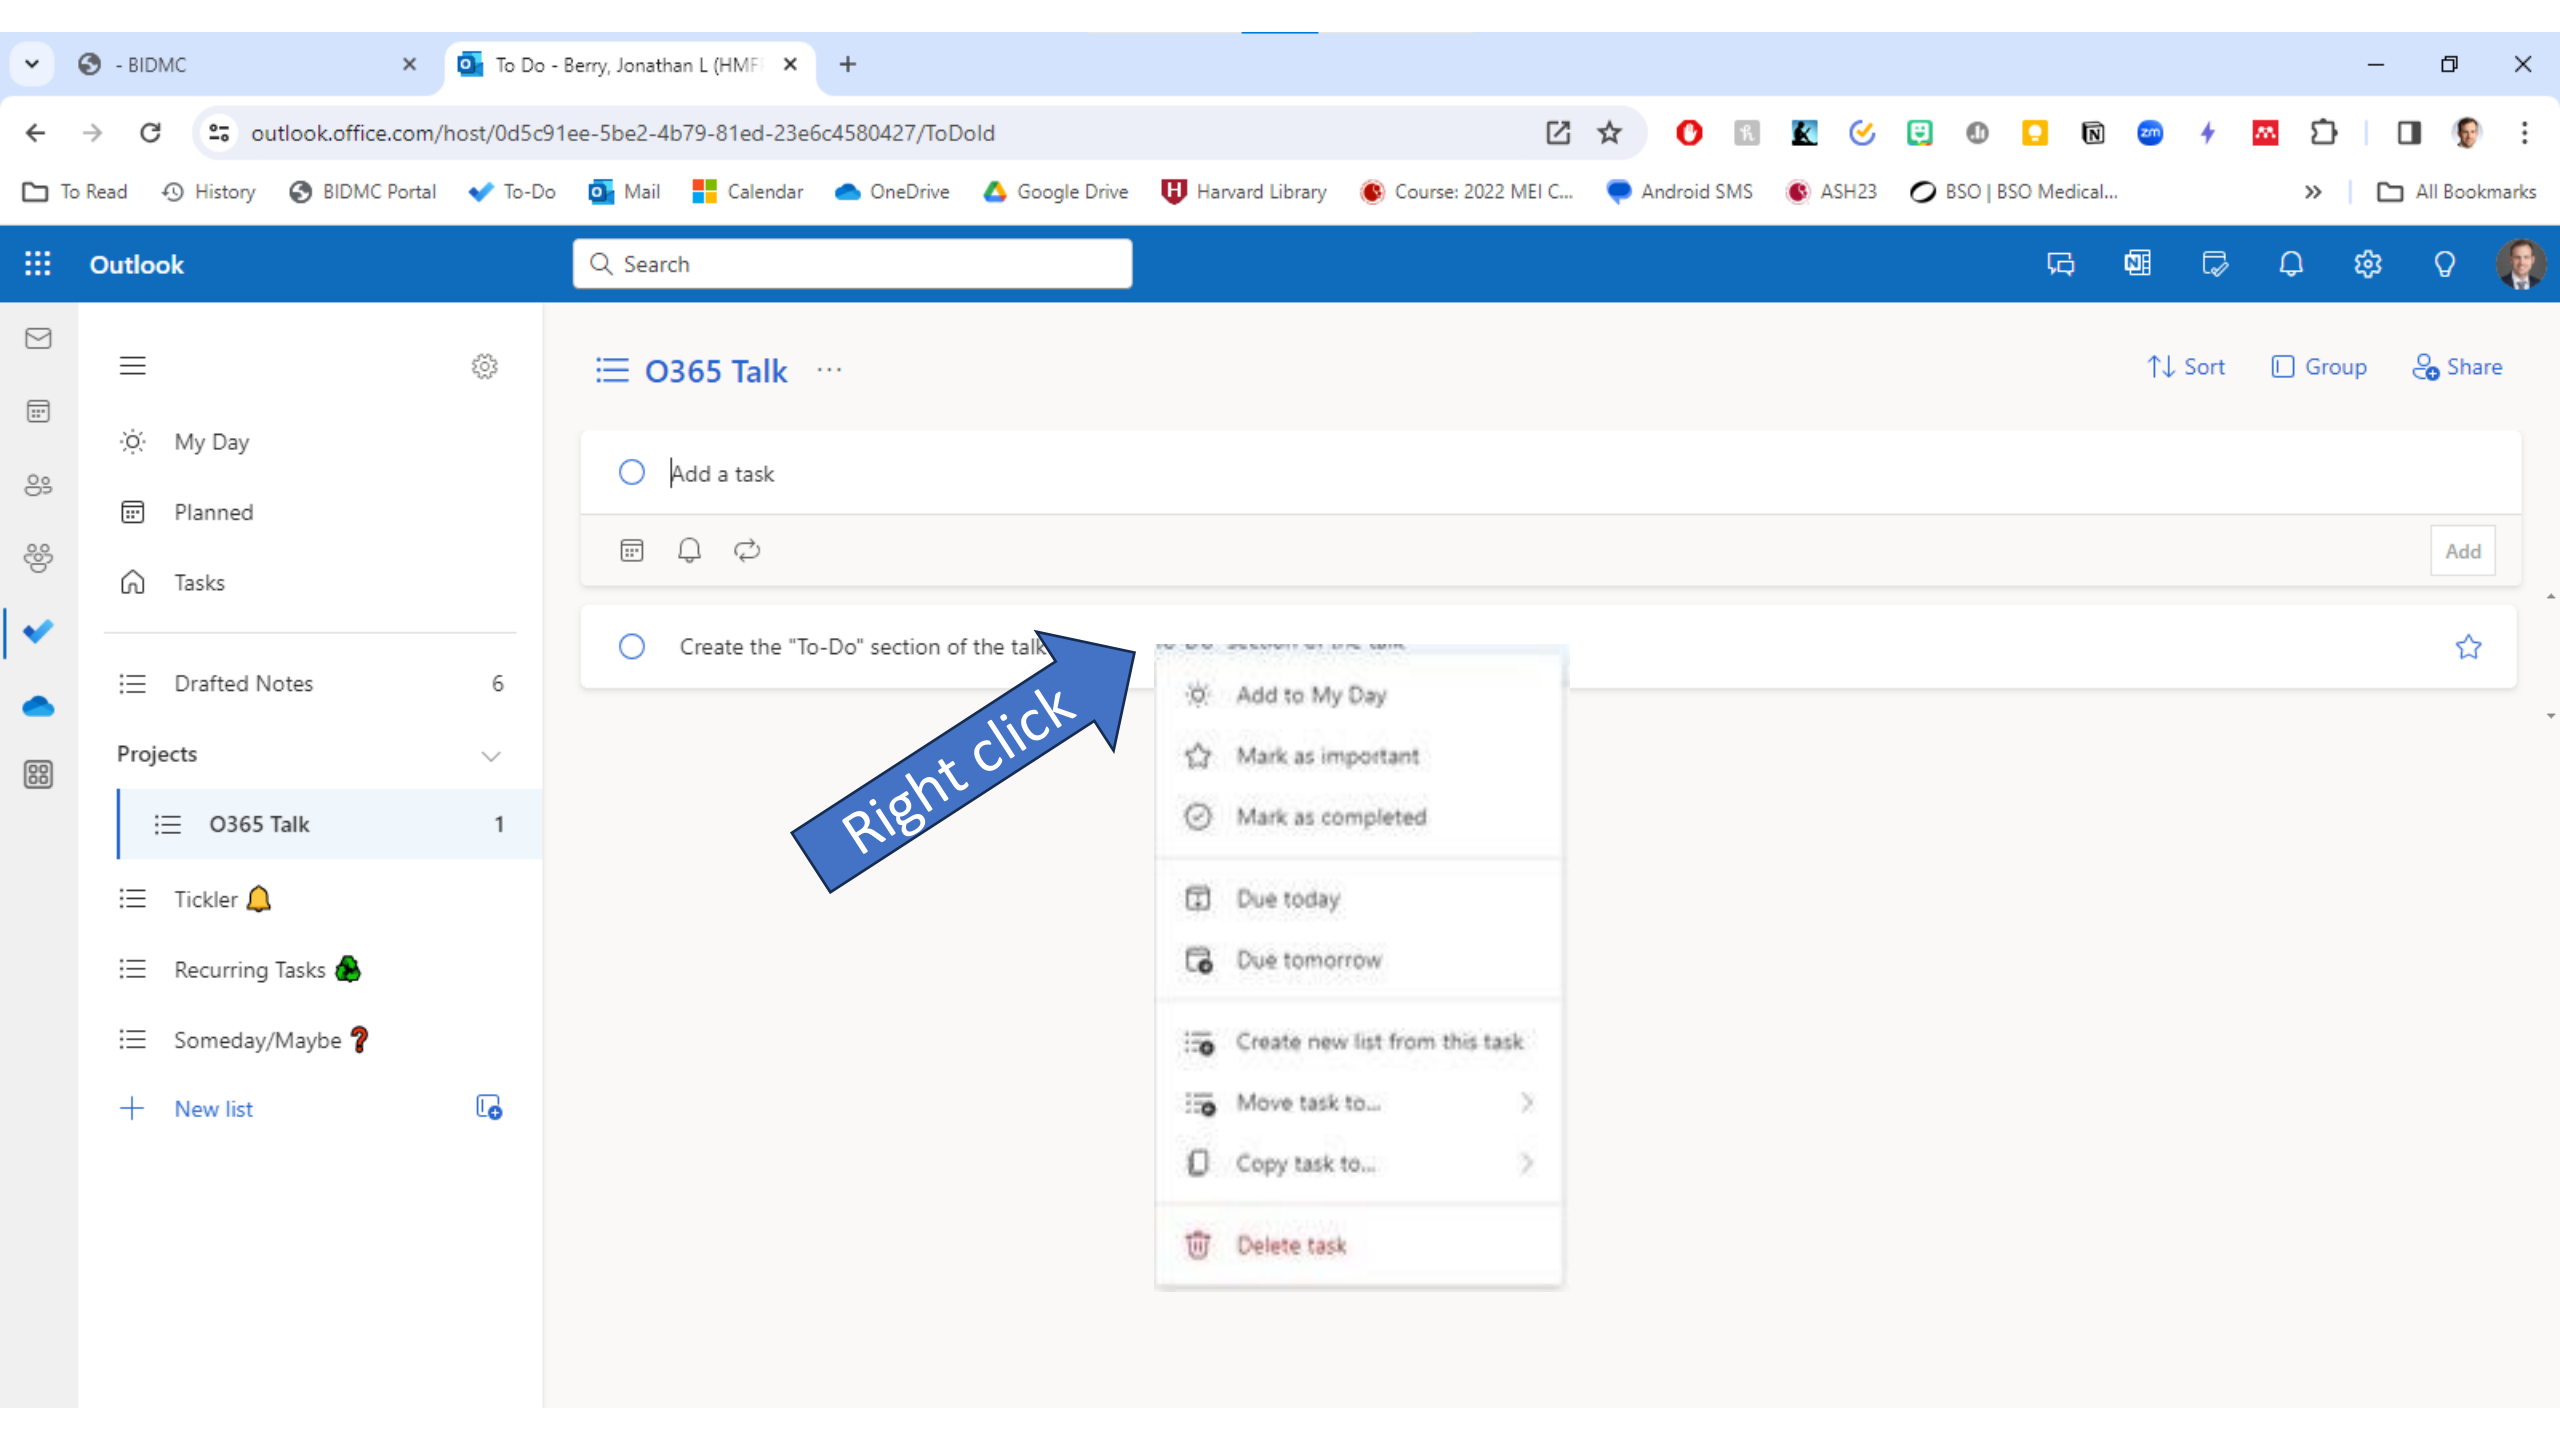 - BIDMC
To Do - Berry, Jonathan L (HMF
outlook.office.com/host/0d5c91ee-5be2-4b79-81ed-23e6c4580427/ToDoId
To Read
History
BIDMC Portal
To-Do
Mail
Calendar
OneDrive
Google Drive
Harvard Library
Course: 2022 MEI C...
Android SMS
ASH23
BSO | BSO Medical...
All Bookmarks
Outlook
Search
O365 Talk
Sort
Group
Share
My Day
Planned
Tasks
Drafted Notes 6
Projects
O365 Talk 1
Tickler
Recurring Tasks
Someday/Maybe
New list
Add a task
Add
Create the "To-Do" section of the talk
Right click
Add to My Day
Mark as important
Mark as completed
Due today
Due tomorrow
Create new list from this task
Move task to...
Copy task to...
Delete task